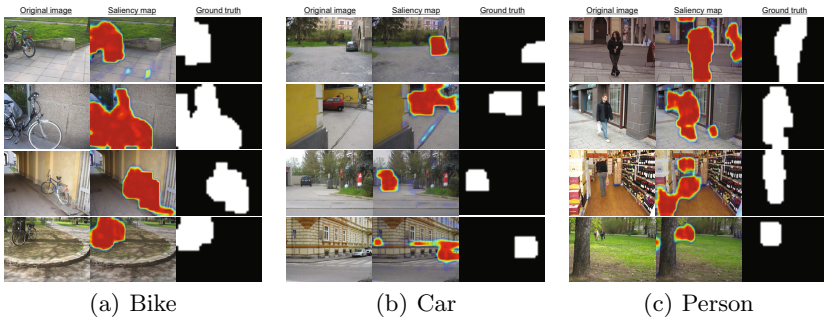 Original image Saliency map Ground truth Original image Saliency map Ground truth Original image Saliency map Ground truth
(a) Bike (b) Car (c) Person